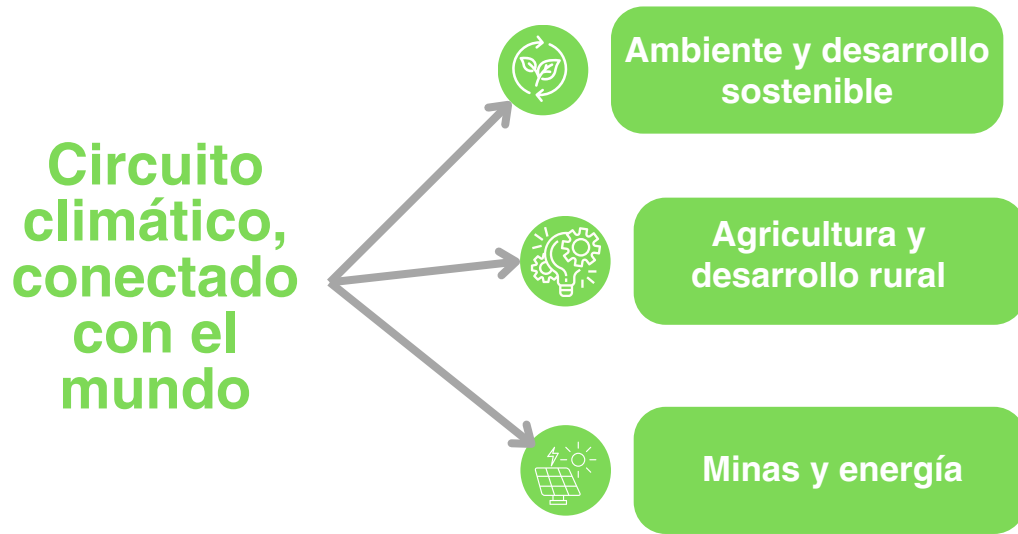 Circuito
climático,
conectado
con el
mundo
Ambiente y desarrollo
sostenible
Agricultura y
desarrollo rural
Minas y energía